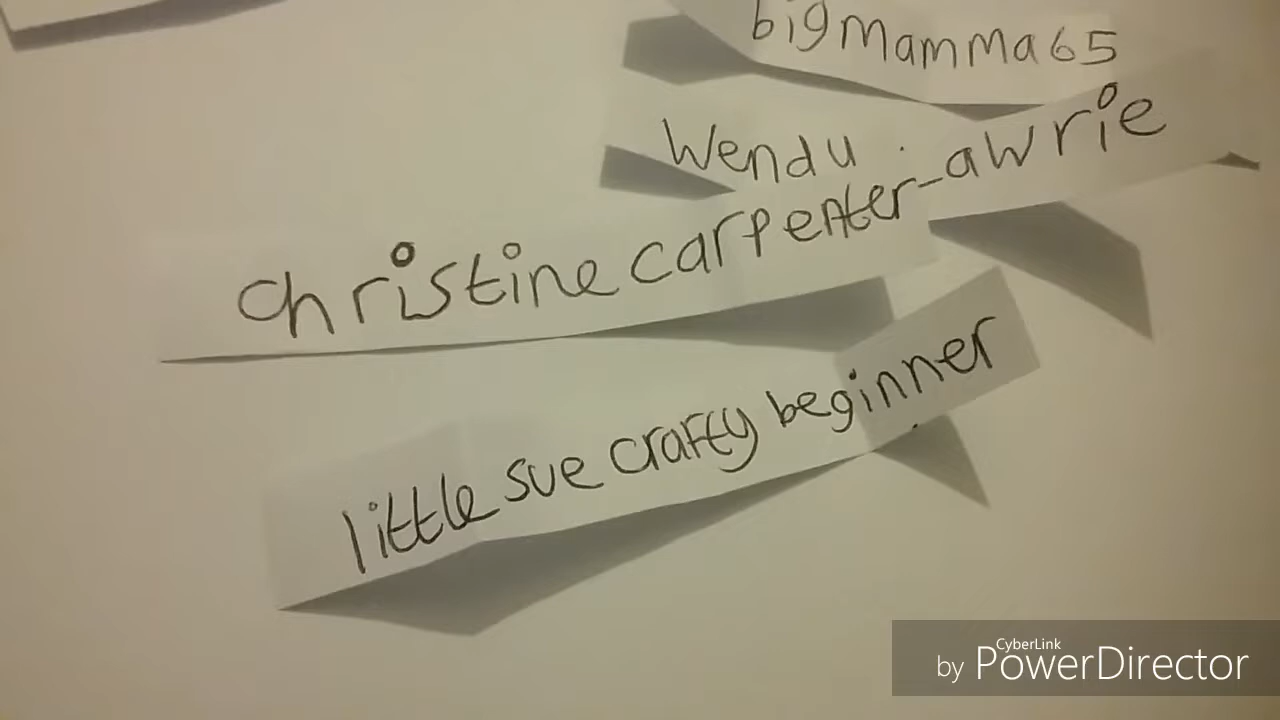 bigmamma65
Wendu
Christine carpenter-awrie
little sue crafty beginner
CyberLink
by PowerDirector